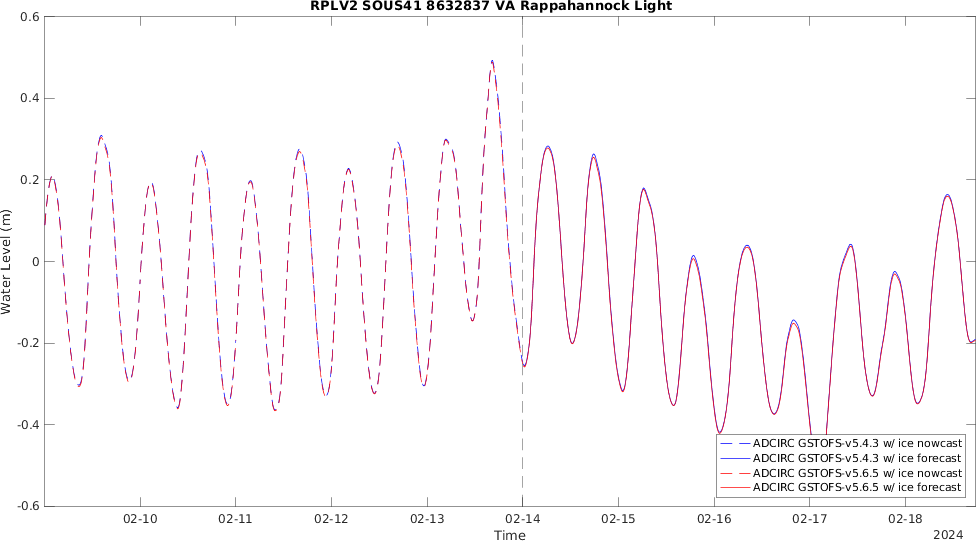 RPLV2 SOUS41 8632837 VA Rappahannock Light
0.6
0.4
0.2
0
-0.2
-0.4
-0.6
Water Level (m)
02-10 02-11 02-12 02-13 02-14 02-15 02-16 02-17 02-18
Time
2024
ADCIRC GSTOFS-v5.4.3 w/ ice nowcast
ADCIRC GSTOFS-v5.4.3 w/ ice forecast
ADCIRC GSTOFS-v5.6.5 w/ ice nowcast
ADCIRC GSTOFS-v5.6.5 w/ ice forecast